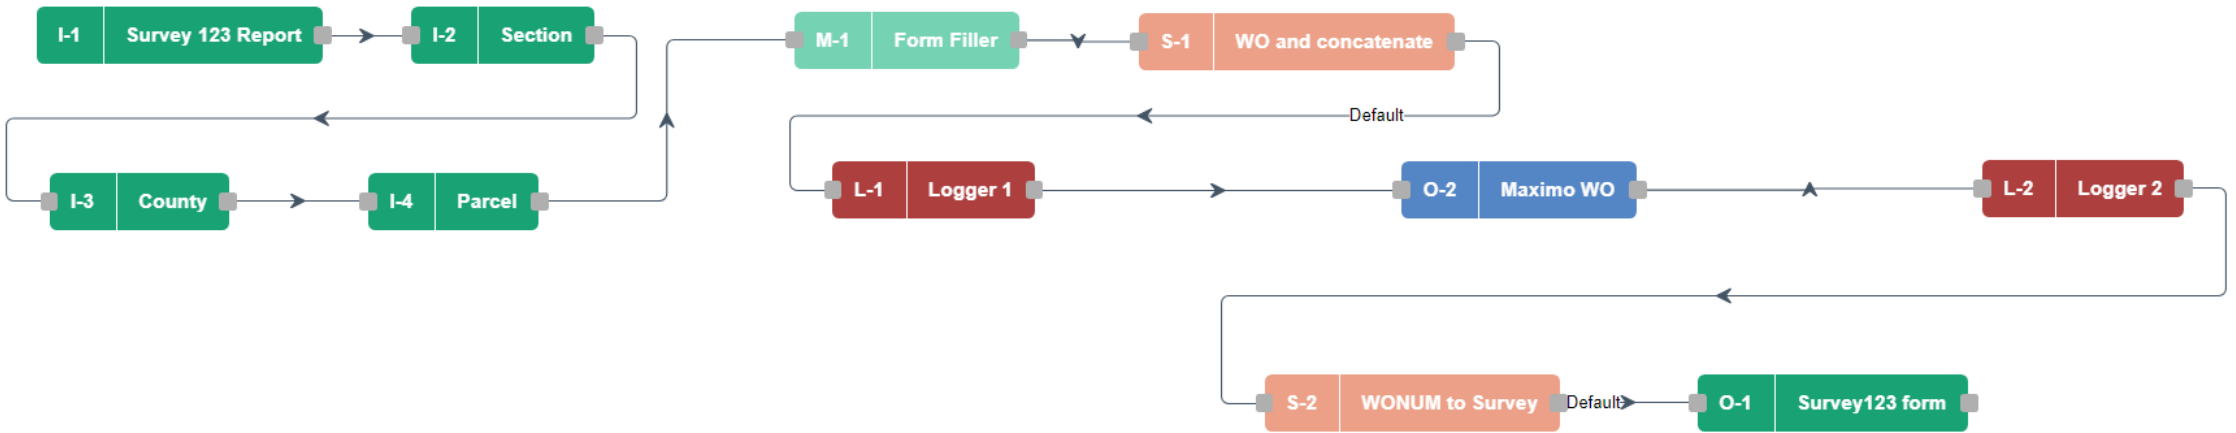 I-1 Survey 123 Report
I-2 Section
M-1 Form Filler
S-1 WO and concatenate
Default
I-3 County
I-4 Parcel
L-1 Logger 1
O-2 Maximo WO
L-2 Logger 2
S-2 WONUM to Survey
Default
O-1 Survey123 form